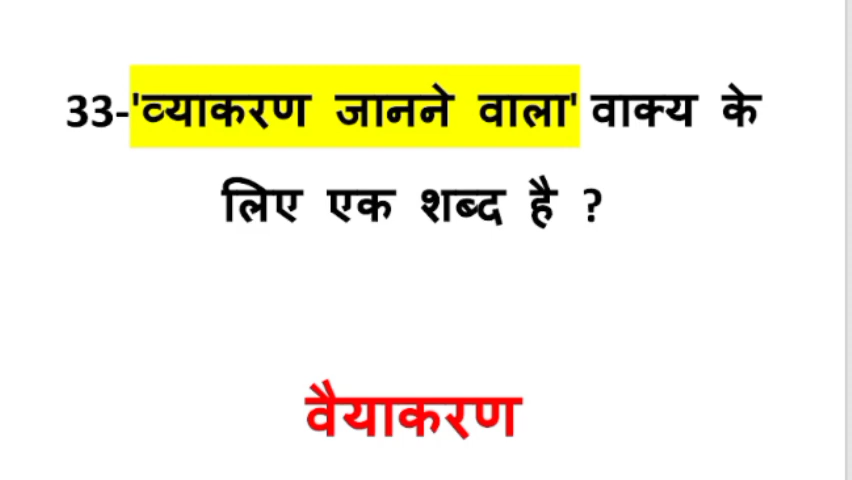 33-'व्याकरण जानने वाला' वाक्य के
लिए एक शब्द है ?
वैयाकरण